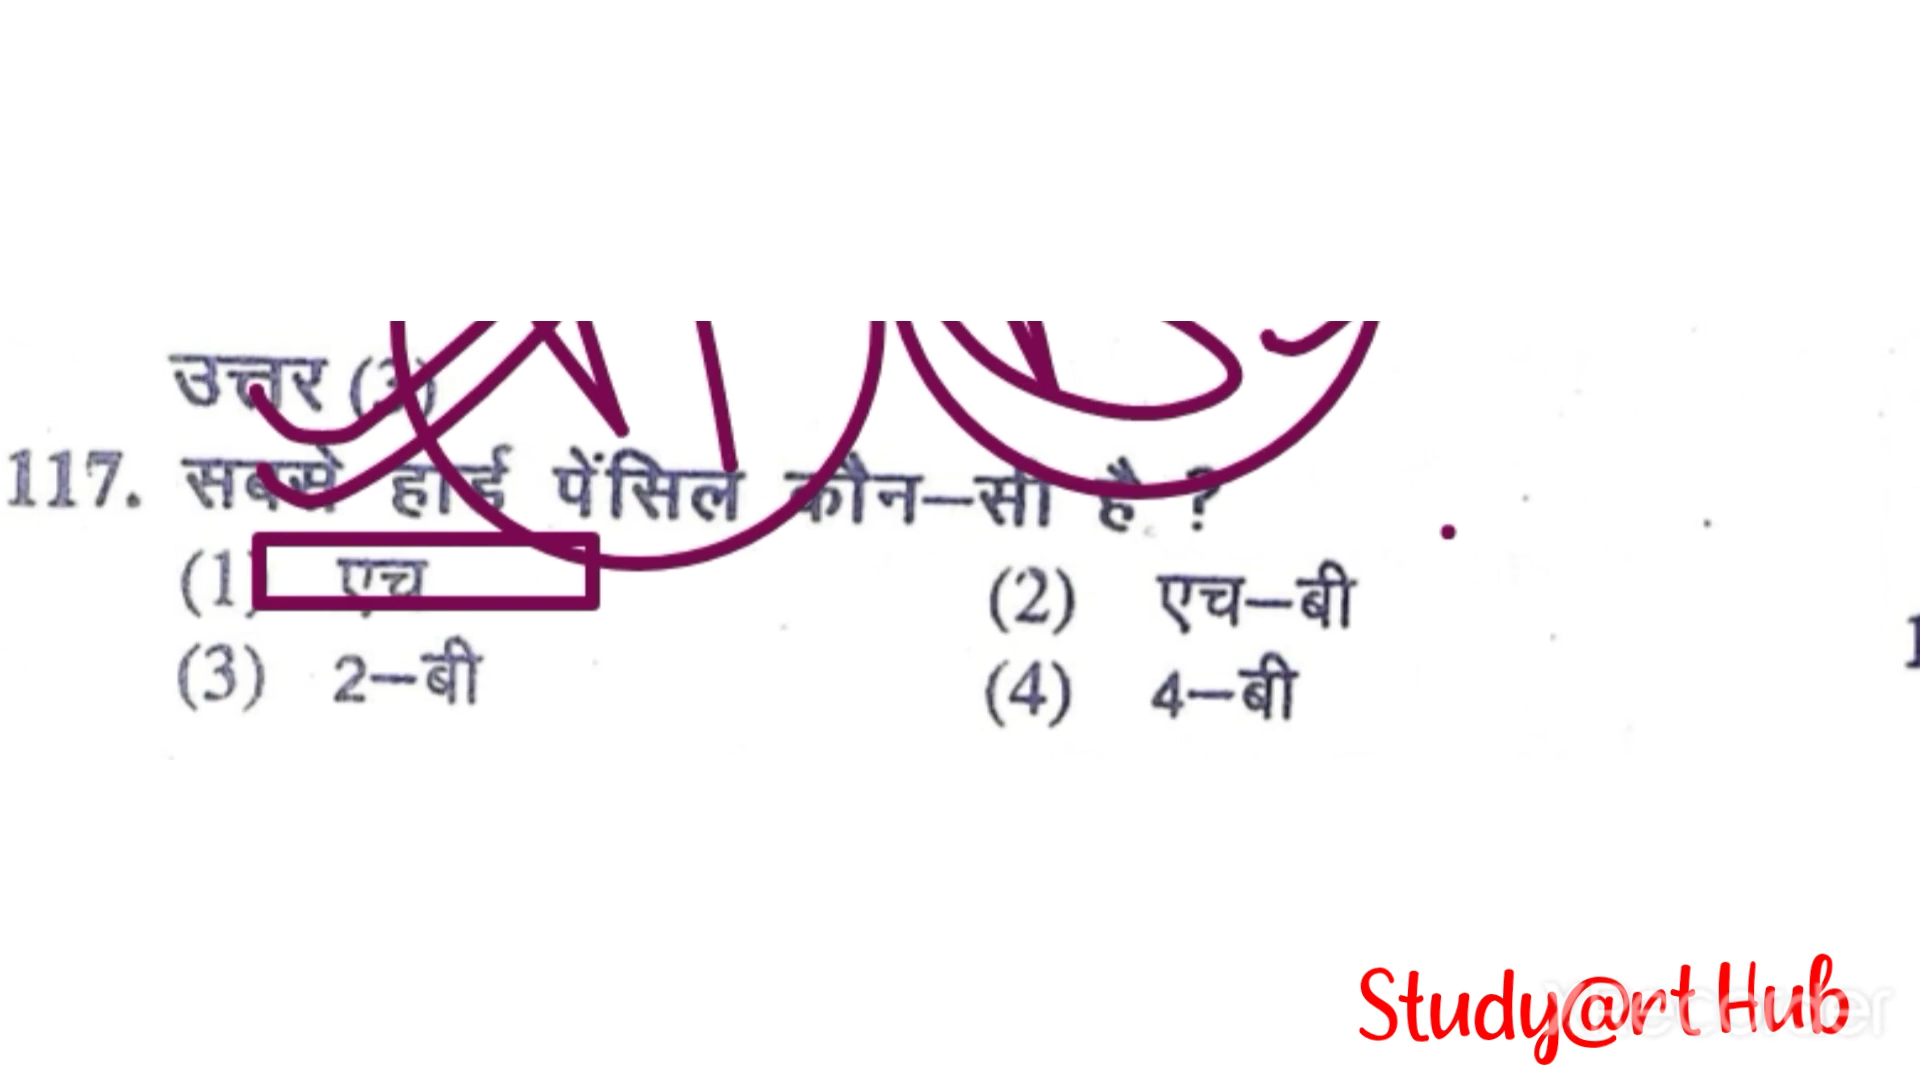 उत्तर (3)
117. सबसे हार्ड पेंसिल कौन–सी है ?
(1) एच
(2) एच–बी
(3) 2–बी
(4) 4–बी
Study@rt Hub